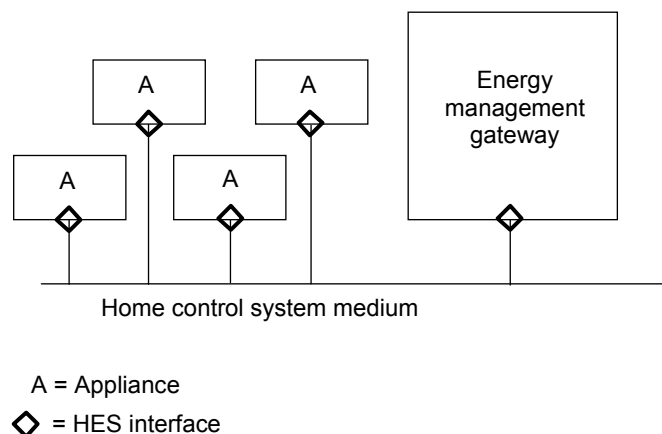 A
A
Energy
management
gateway
A
A
Home control system medium
A = Appliance
= HES interface